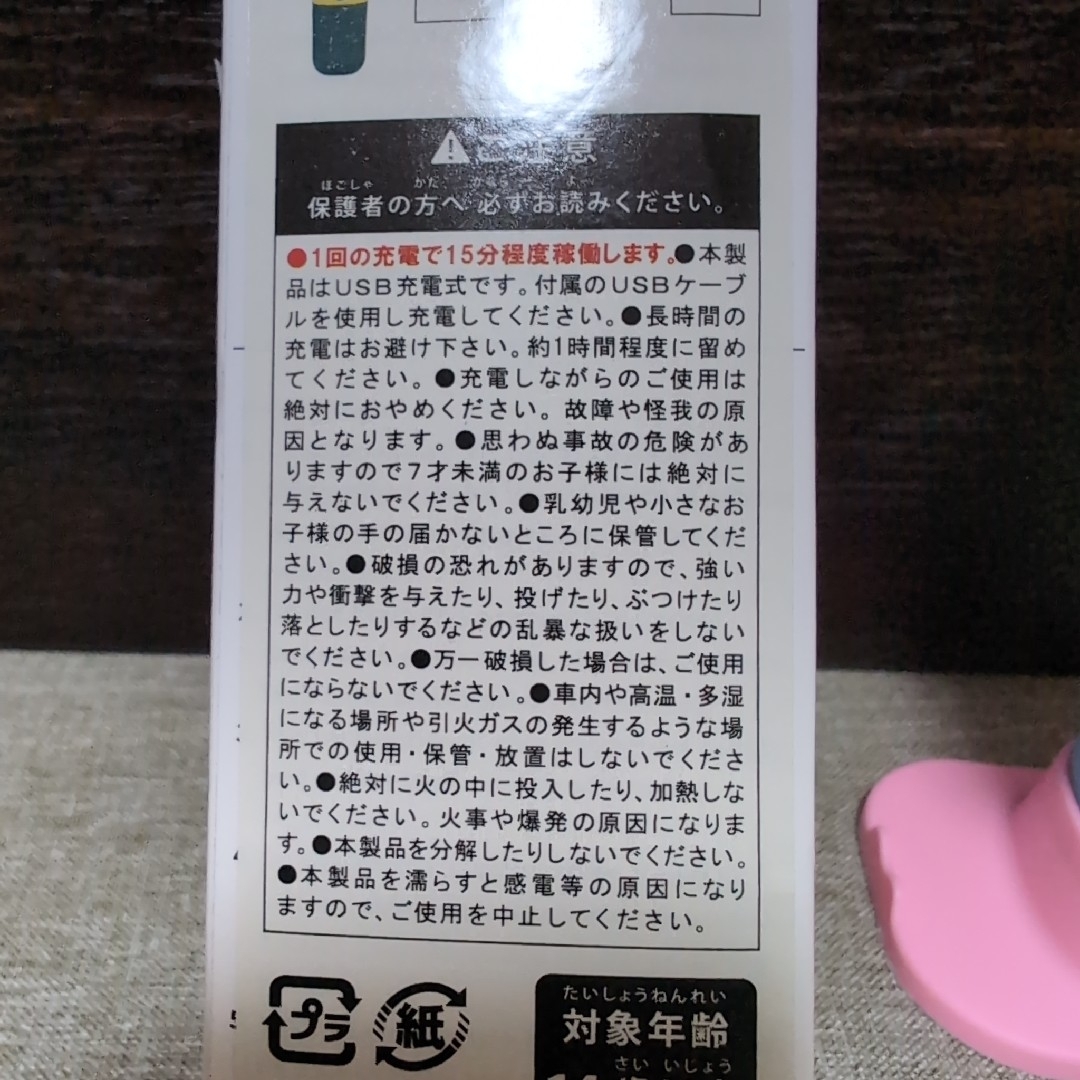 ご注意
ほごしゃ かた かなら よ
保護者の方へ 必ずお読みください。
●1回の充電で15分程度稼働します。●本製
品はUSB充電式です。付属のUSBケーブ
ルを使用し充電してください。●長時間の
充電はお避け下さい。約1時間程度に留め
てください。●充電しながらのご使用は
絶対におやめください。故障や怪我の原
因となります。●思わぬ事故の危険があ
りますので7才未満のお子様には絶対に
与えないでください。●乳幼児や小さなお
子様の手の届かないところに保管してくだ
さい。●破損の恐れがありますので、強い
力や衝撃を与えたり、投げたり、ぶつけたり
落としたりするなどの乱暴な扱いをしない
でください。●万一破損した場合は、ご使用
にならないでください。●車内や高温・多湿
になる場所や引火ガスの発生するような場
所での使用・保管・放置はしないでくださ
い。●絶対に火の中に投入したり、加熱しな
いでください。火事や爆発の原因になりま
す。●本製品を分解したりしないでください。
●本製品を濡らすと感電等の原因になり
ますので、ご使用を中止してください。
プラ 紙
たいしょうねんれい
対象年齢
さい いじょう